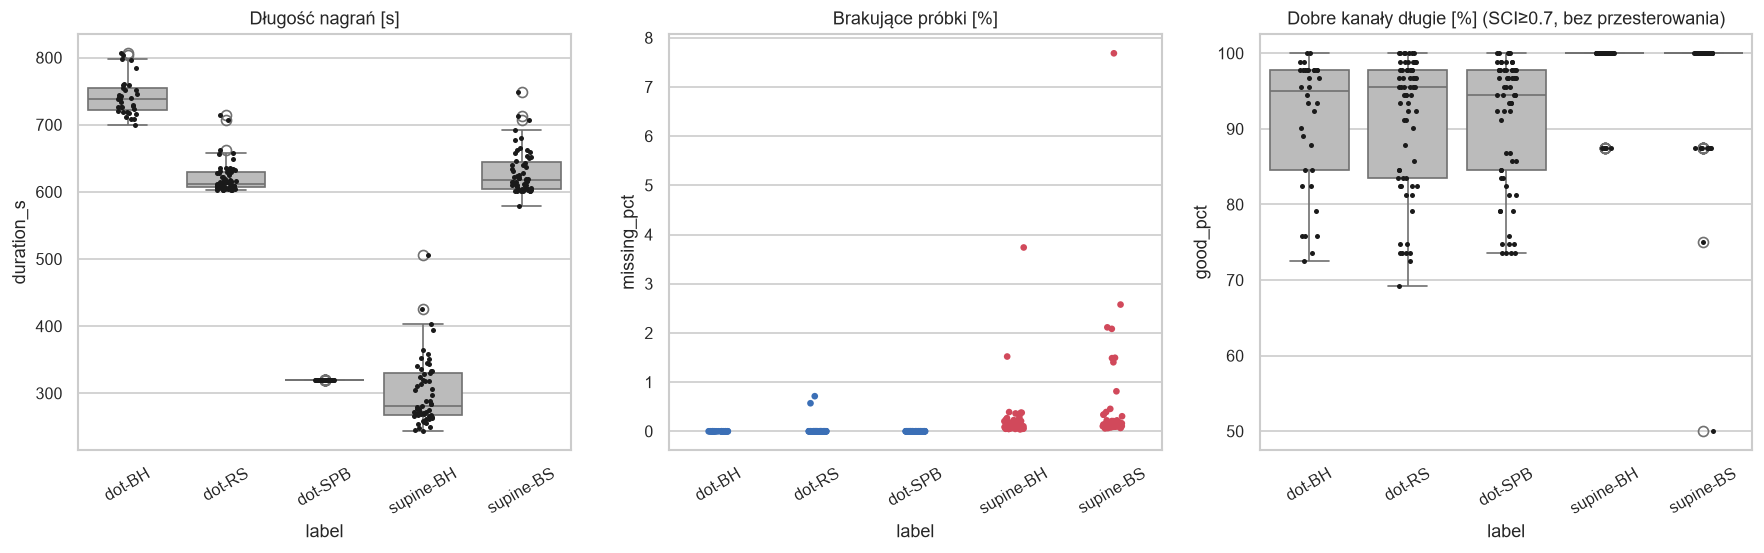 Długość nagrań [s]
duration_s
800
700
600
500
400
300
dot-BH
dot-RS
dot-SPB
supine-BH
supine-BS
label
Brakujące próbki [%]
missing_pct
8
7
6
5
4
3
2
1
0
dot-BH
dot-RS
dot-SPB
supine-BH
supine-BS
label
Dobre kanały długie [%] (SCI≥0.7, bez przesterowania)
good_pct
100
90
80
70
60
50
dot-BH
dot-RS
dot-SPB
supine-BH
supine-BS
label